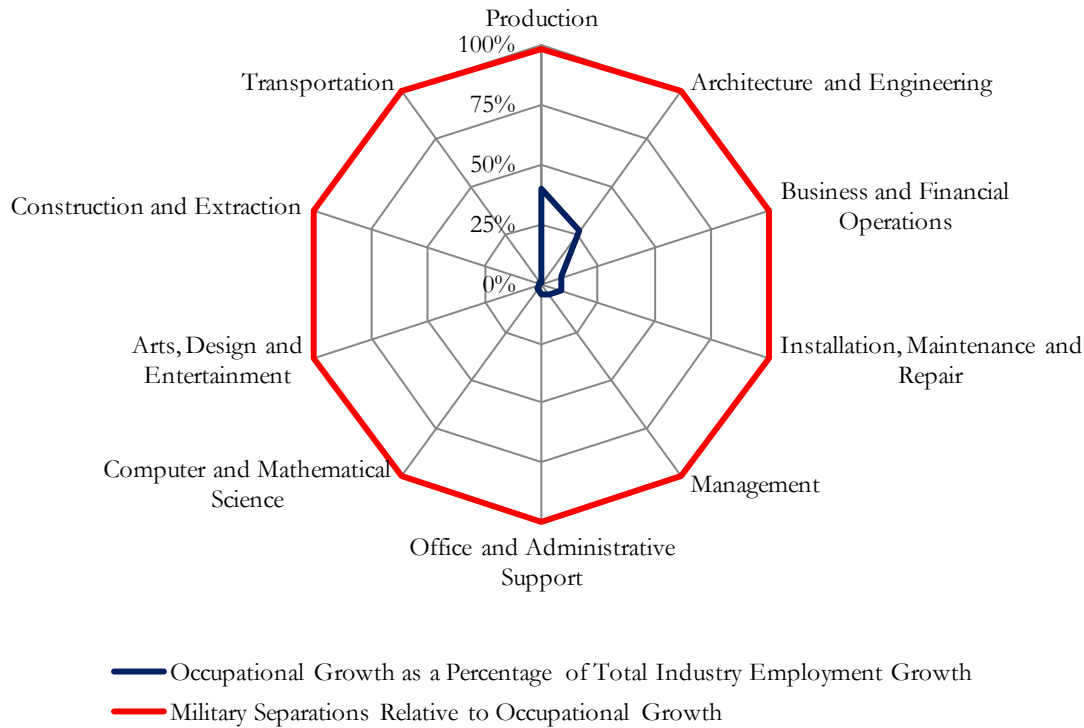 Production
100%
Transportation
Architecture and Engineering
75%
50%
Construction and Extraction
Business and Financial
Operations
25%
0%
Arts, Design and
Entertainment
Installation, Maintenance and
Repair
Computer and Mathematical
Science
Management
Office and Administrative
Support
Occupational Growth as a Percentage of Total Industry Employment Growth
Military Separations Relative to Occupational Growth